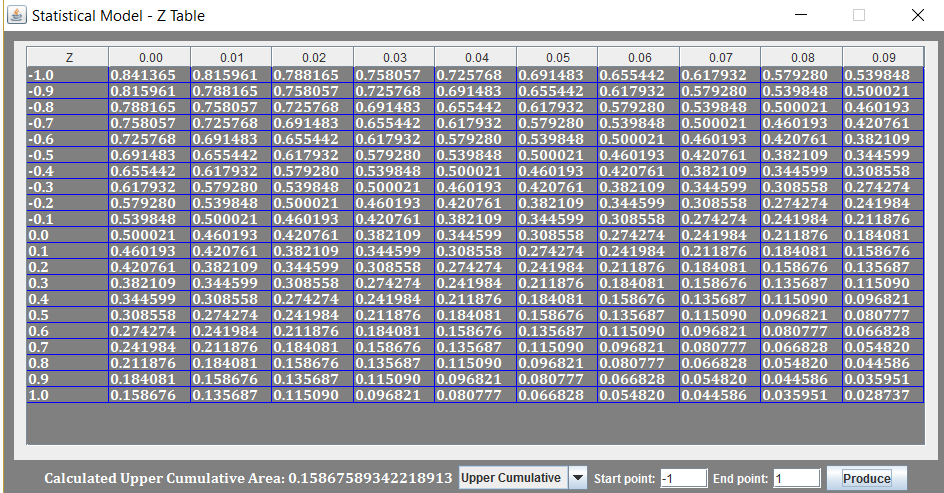 Statistical Model - Z Table
Z 0.00 0.01 0.02 0.03 0.04 0.05 0.06 0.07 0.08 0.09
-1.0 0.841365 0.815961 0.788165 0.758057 0.725768 0.691483 0.655442 0.617932 0.579280 0.539848
-0.9 0.815961 0.788165 0.758057 0.725768 0.691483 0.655442 0.617932 0.579280 0.539848 0.500021
-0.8 0.788165 0.758057 0.725768 0.691483 0.655442 0.617932 0.579280 0.539848 0.500021 0.460193
-0.7 0.758057 0.725768 0.691483 0.655442 0.617932 0.579280 0.539848 0.500021 0.460193 0.420761
-0.6 0.725768 0.691483 0.655442 0.617932 0.579280 0.539848 0.500021 0.460193 0.420761 0.382109
-0.5 0.691483 0.655442 0.617932 0.579280 0.539848 0.500021 0.460193 0.420761 0.382109 0.344599
-0.4 0.655442 0.617932 0.579280 0.539848 0.500021 0.460193 0.420761 0.382109 0.344599 0.308558
-0.3 0.617932 0.579280 0.539848 0.500021 0.460193 0.420761 0.382109 0.344599 0.308558 0.274274
-0.2 0.579280 0.539848 0.500021 0.460193 0.420761 0.382109 0.344599 0.308558 0.274274 0.241984
-0.1 0.539848 0.500021 0.460193 0.420761 0.382109 0.344599 0.308558 0.274274 0.241984 0.211876
0.0 0.500021 0.460193 0.420761 0.382109 0.344599 0.308558 0.274274 0.241984 0.211876 0.184081
0.1 0.460193 0.420761 0.382109 0.344599 0.308558 0.274274 0.241984 0.211876 0.184081 0.158676
0.2 0.420761 0.382109 0.344599 0.308558 0.274274 0.241984 0.211876 0.184081 0.158676 0.135687
0.3 0.382109 0.344599 0.308558 0.274274 0.241984 0.211876 0.184081 0.158676 0.135687 0.115090
0.4 0.344599 0.308558 0.274274 0.241984 0.211876 0.184081 0.158676 0.135687 0.115090 0.096821
0.5 0.308558 0.274274 0.241984 0.211876 0.184081 0.158676 0.135687 0.115090 0.096821 0.080777
0.6 0.274274 0.241984 0.211876 0.184081 0.158676 0.135687 0.115090 0.096821 0.080777 0.066828
0.7 0.241984 0.211876 0.184081 0.158676 0.135687 0.115090 0.096821 0.080777 0.066828 0.054820
0.8 0.211876 0.184081 0.158676 0.135687 0.115090 0.096821 0.080777 0.066828 0.054820 0.044586
0.9 0.184081 0.158676 0.135687 0.115090 0.096821 0.080777 0.066828 0.054820 0.044586 0.035951
1.0 0.158676 0.135687 0.115090 0.096821 0.080777 0.066828 0.054820 0.044586 0.035951 0.028737
Calculated Upper Cumulative Area: 0.15867589342218913 Upper Cumulative Start point: -1 End point: 1 Produce